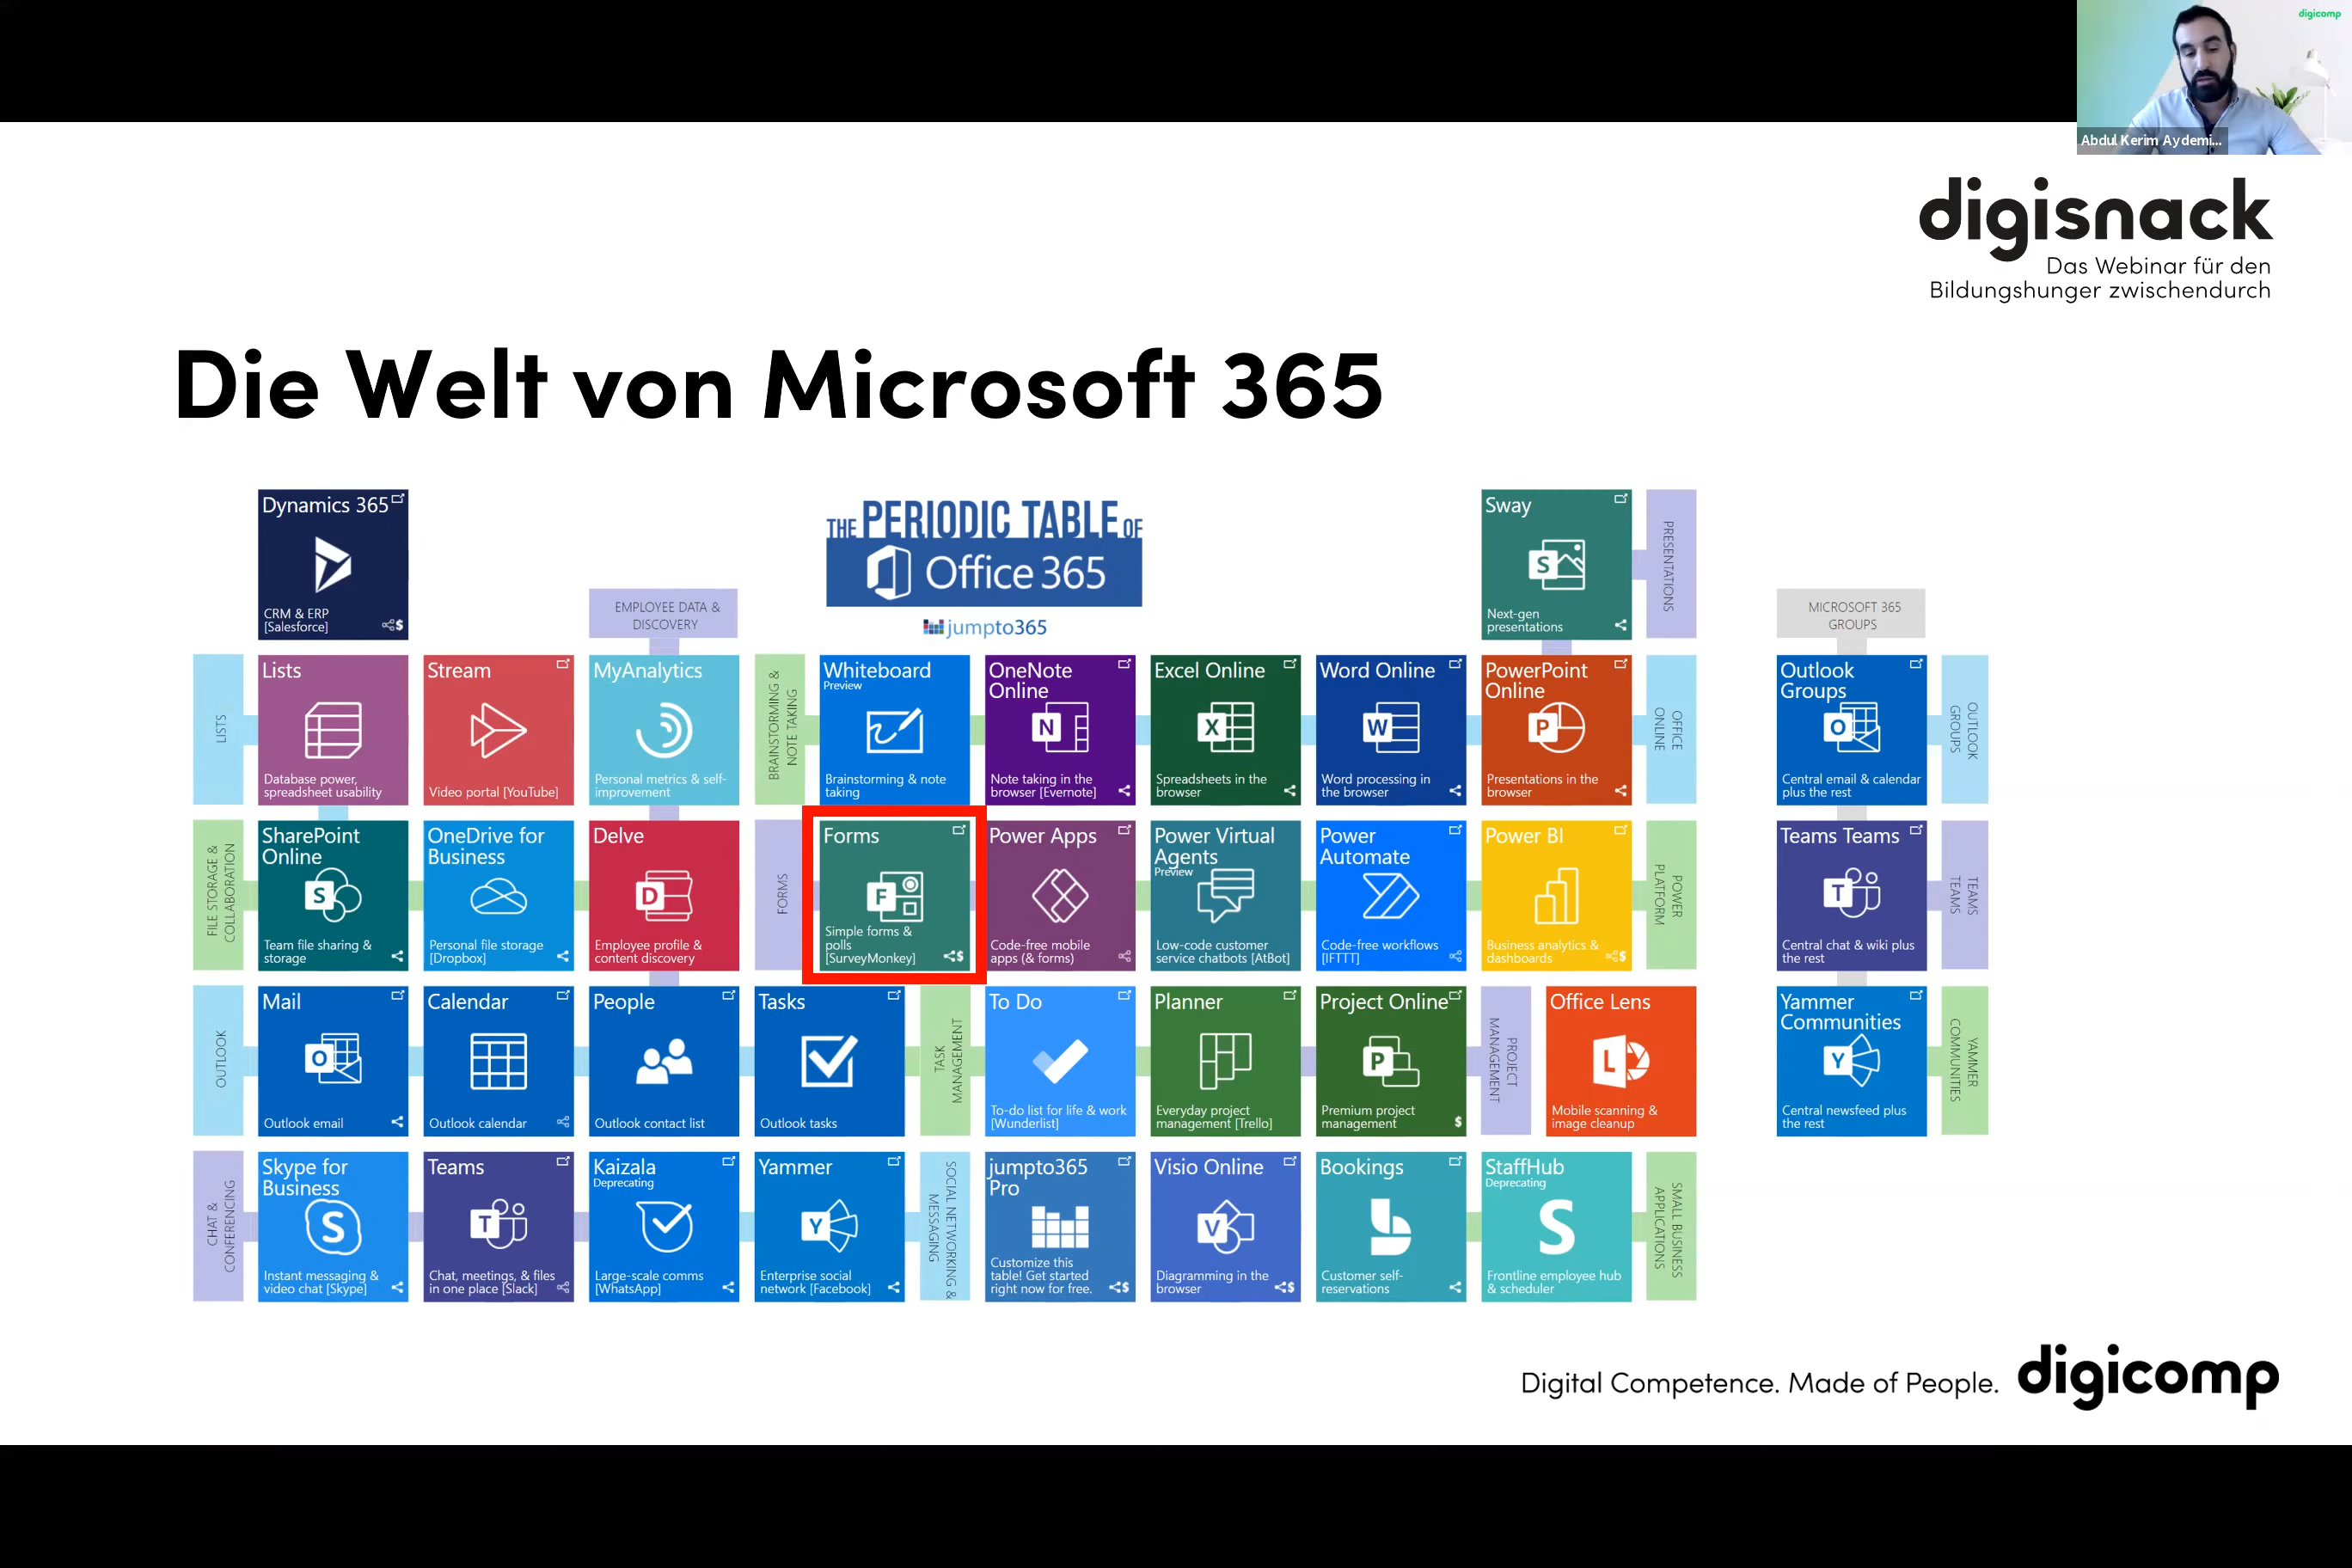 digicomp
Abdul Kerim Aydemi...
digisnack
Das Webinar für den
Bildungshunger zwischendurch
Die Welt von Microsoft 365
Dynamics 365
CRM & ERP
[Salesforce]
$
EMPLOYEE DATA &
DISCOVERY
THE PERIODIC TABLE OF
Office 365
jumpto365
Sway
S
Next-gen
presentations
PRESENTATIONS
MICROSOFT 365
GROUPS
LISTS
Lists
Database power,
spreadsheet usability
Stream
Video portal [YouTube]
MyAnalytics
Personal metrics & self-
improvement
BRAINSTORMING &
NOTE TAKING
Whiteboard
Preview
Brainstorming & note
taking
OneNote
Online
N
Note taking in the
browser [Evernote]
Excel Online
X
Spreadsheets in the
browser
Word Online
W
Word processing in
the browser
PowerPoint
Online
P
Presentations in the
browser
OFFICE
ONLINE
Outlook
Groups
O
Central email & calendar
plus the rest
OUTLOOK
GROUPS
FILE STORAGE &
COLLABORATION
SharePoint
Online
S
Team file sharing &
storage
OneDrive for
Business
Personal file storage
[Dropbox]
Delve
D
Employee profile &
content discovery
FORMS
Forms
F
Simple forms &
polls
[SurveyMonkey]
$
Power Apps
Code-free mobile
apps (& forms)
Power Virtual
Agents
Preview
Low-code customer
service chatbots [AtBot]
Power
Automate
Code-free workflows
[IFTTT]
Power BI
Business analytics &
dashboards
$
POWER
PLATFORM
Teams Teams
T
Central chat & wiki plus
the rest
TEAMS
TEAMS
OUTLOOK
Mail
O
Outlook email
Calendar
Outlook calendar
People
Outlook contact list
Tasks
Outlook tasks
TASK
MANAGEMENT
To Do
To-do list for life & work
[Wunderlist]
Planner
Everyday project
management [Trello]
Project Online
P
Premium project
management
$
PROJECT
MANAGEMENT
Office Lens
L
Mobile scanning &
image cleanup
Yammer
Communities
Y
Central newsfeed plus
the rest
YAMMER
COMMUNITIES
CHAT &
CONFERENCING
Skype for
Business
S
Instant messaging &
video chat [Skype]
Teams
T
Chat, meetings, & files
in one place [Slack]
Kaizala
Deprecating
Large-scale comms
[WhatsApp]
Yammer
Y
Enterprise social
network [Facebook]
SOCIAL NETWORKING &
MESSAGING
jumpto365
Pro
Customize this
table! Get started
right now for free.
$
Visio Online
V
Diagramming in the
browser
$
Bookings
Customer self-
reservations
StaffHub
Deprecating
S
Frontline employee hub
& scheduler
SMALL BUSINESS
APPLICATIONS
Digital Competence. Made of People.
digicomp